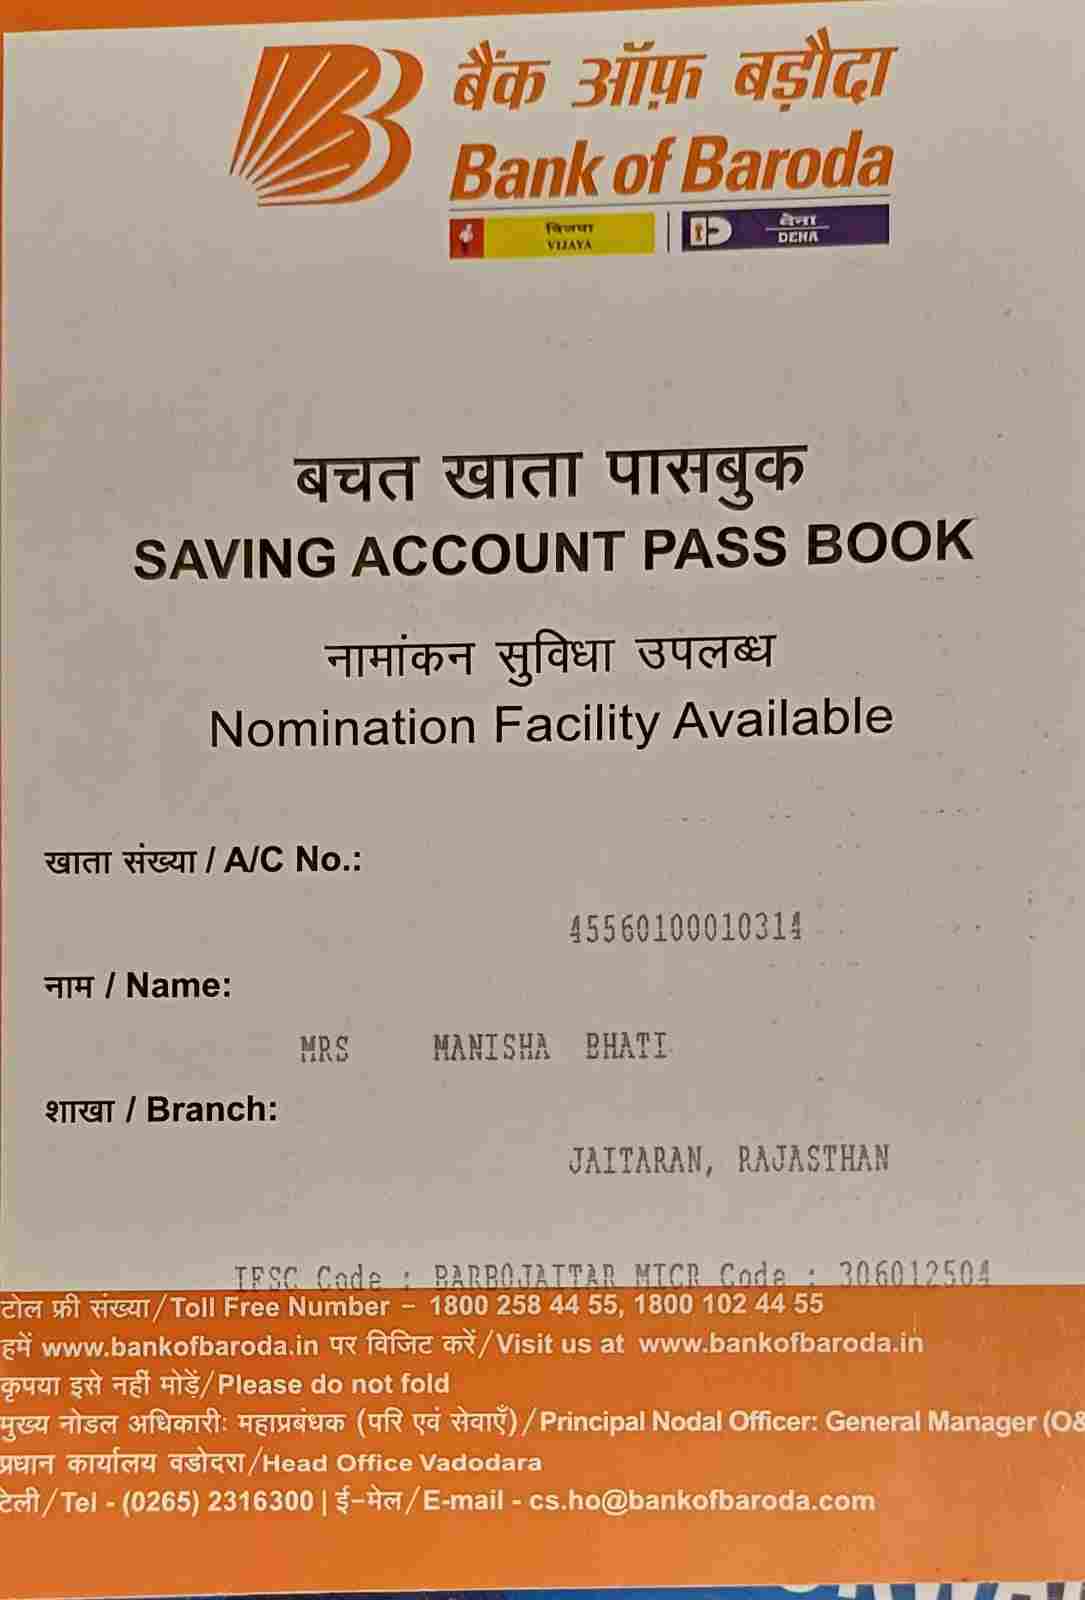 बैंक ऑफ़ बड़ौदा
Bank of Baroda
विजया
VIJAYA
देना
DENA
बचत खाता पासबुक
SAVING ACCOUNT PASS BOOK
नामांकन सुविधा उपलब्ध
Nomination Facility Available
खाता संख्या / A/C No.:
45560100010314
नाम / Name:
MRS MANISHA BHATI
शाखा / Branch:
JAITARAN, RAJASTHAN
IFSC Code : BARB0JAITAR MICR Code : 306012504
टोल फ्री संख्या/Toll Free Number – 1800 258 44 55, 1800 102 44 55
हमें www.bankofbaroda.in पर विजिट करें/Visit us at www.bankofbaroda.in
कृपया इसे नहीं मोड़ें/Please do not fold
मुख्य नोडल अधिकारी: महाप्रबंधक (परि एवं सेवाएँ)/Principal Nodal Officer: General Manager (O&
प्रधान कार्यालय वडोदरा/Head Office Vadodara
टेली/Tel - (0265) 2316300 | ई-मेल/E-mail - cs.ho@bankofbaroda.com